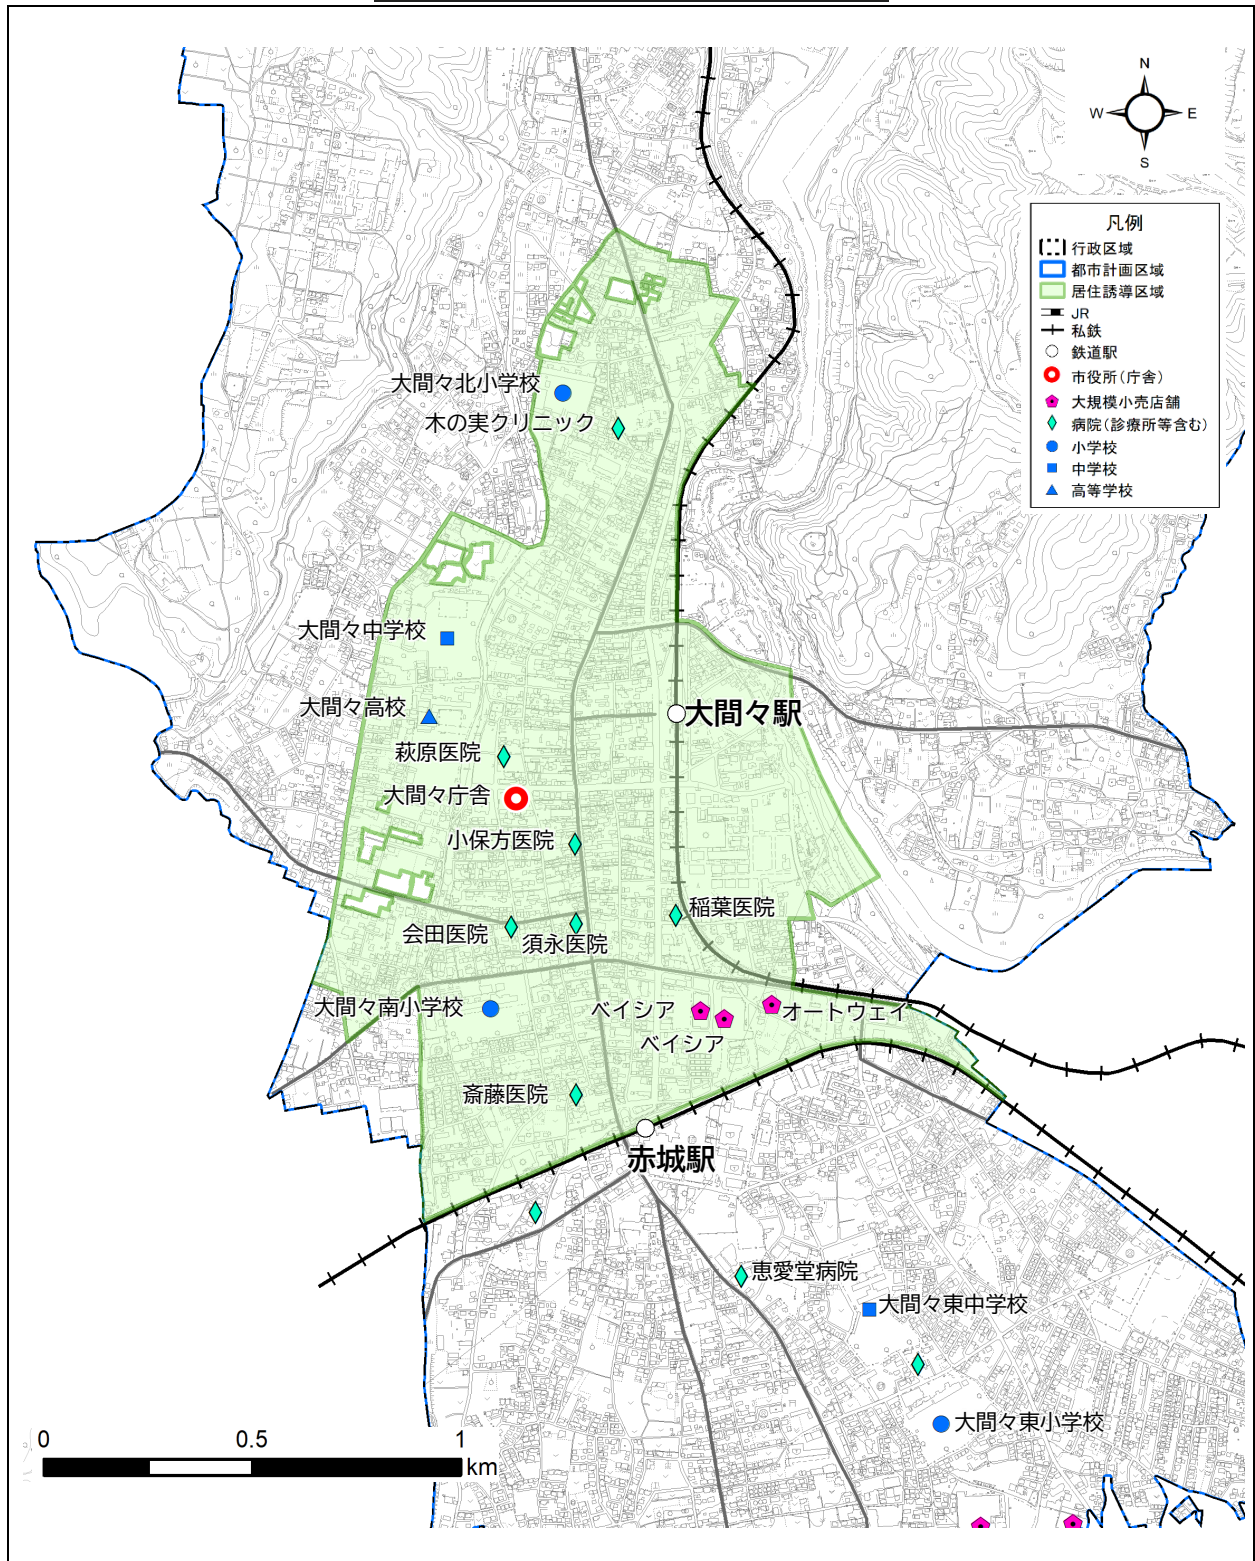 N
W
E
S
凡例
行政区域
都市計画区域
居住誘導区域
JR
私鉄
鉄道駅
市役所(庁舎)
大規模小売店舗
病院(診療所等含む)
小学校
中学校
高等学校
大間々北小学校
木の実クリニック
大間々中学校
大間々高校
大間々駅
萩原医院
大間々庁舎
小保方医院
稲葉医院
会田医院
須永医院
大間々南小学校
ベイシア
オートウェイ
ベイシア
斎藤医院
赤城駅
恵愛堂病院
大間々東中学校
大間々東小学校
0 0.5 1
km